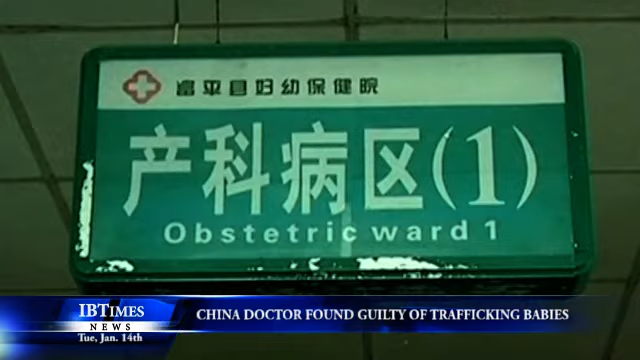 富平县妇幼保健院
产科病区(1)
Obstetric ward 1
IBTIMES
NEWS
Tue, Jan. 14th
CHINA DOCTOR FOUND GUILTY OF TRAFFICKING BABIES